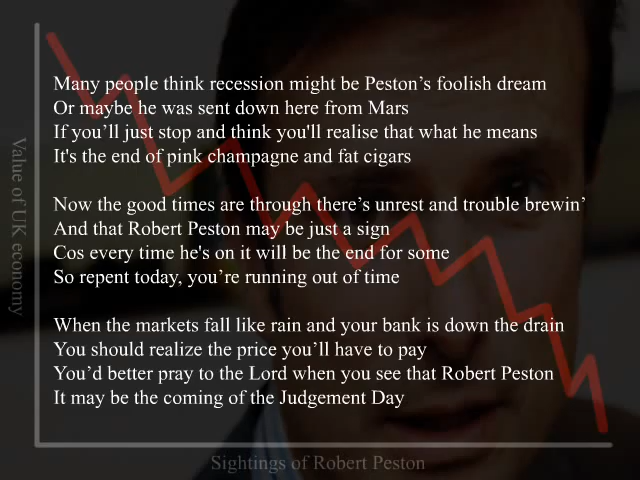 Many people think recession might be Peston’s foolish dream
Or maybe he was sent down here from Mars
If you’ll just stop and think you'll realise that what he means
It's the end of pink champagne and fat cigars
Now the good times are through there’s unrest and trouble brewin’
And that Robert Peston may be just a sign
Cos every time he's on it will be the end for some
So repent today, you’re running out of time
When the markets fall like rain and your bank is down the drain
You should realize the price you’ll have to pay
You’d better pray to the Lord when you see that Robert Peston
It may be the coming of the Judgement Day
Value of UK economy
Sightings of Robert Peston